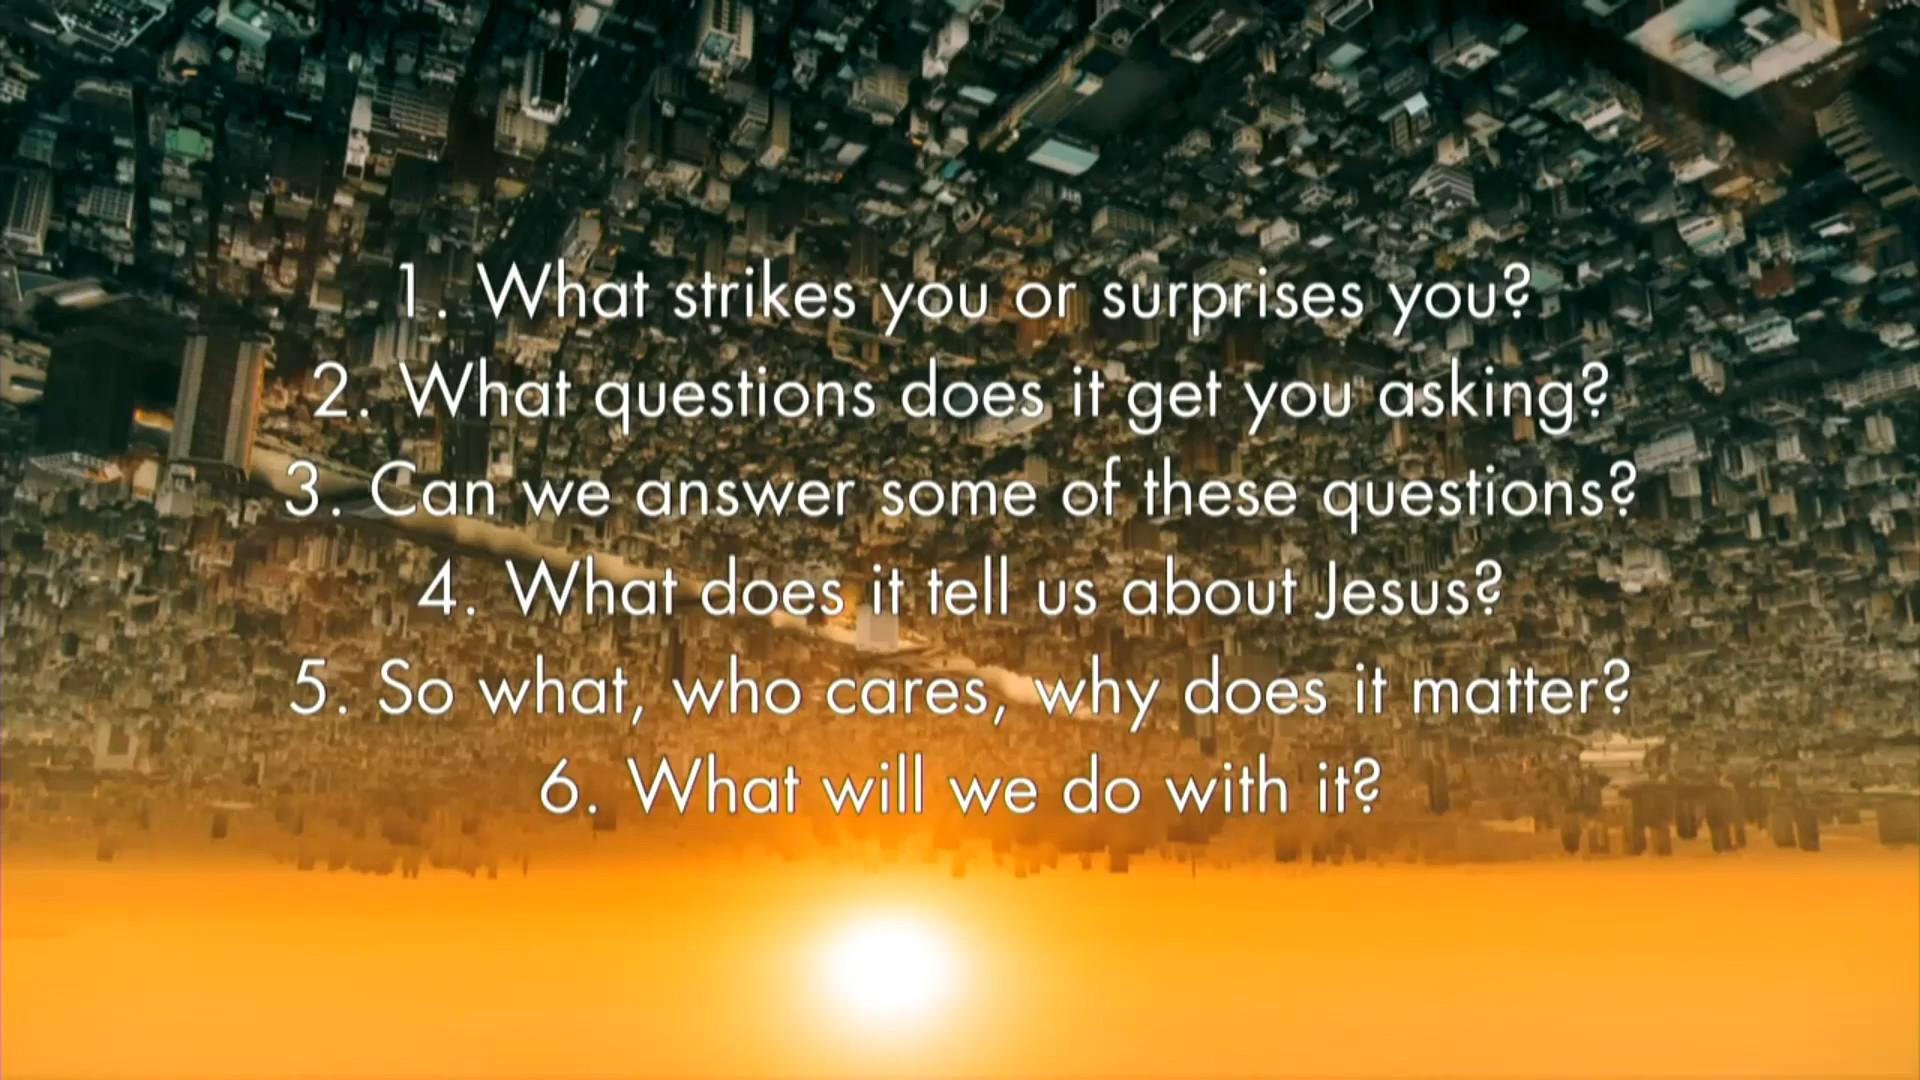 1. What strikes you or surprises you?
2. What questions does it get you asking?
3. Can we answer some of these questions?
4. What does it tell us about Jesus?
5. So what, who cares, why does it matter?
6. What will we do with it?